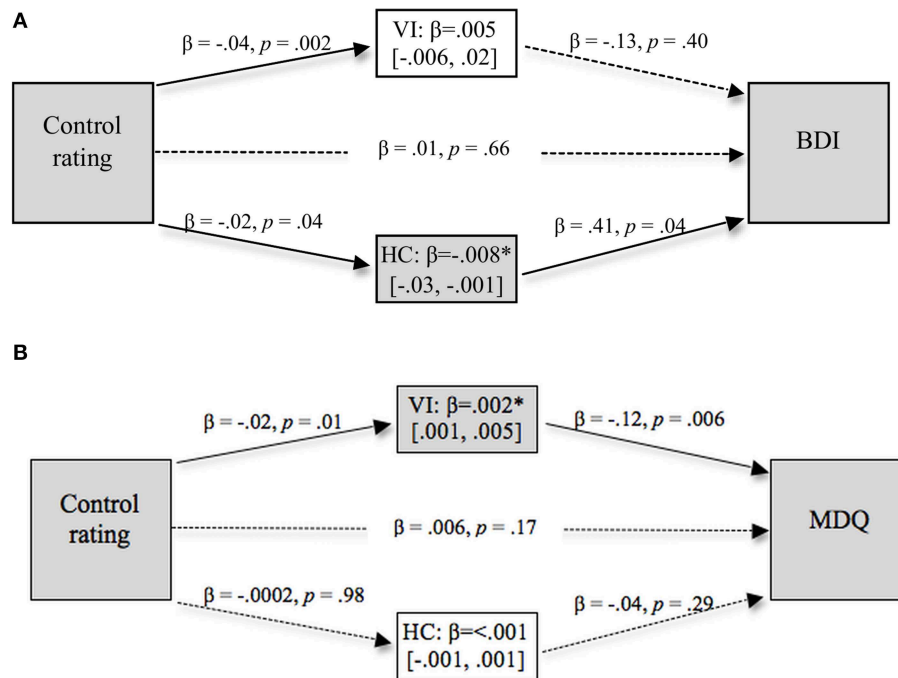 A
β = -.04, p = .002
VI: β=.005
[-.006, .02]
β = -.13, p = .40
Control
rating
β = .01, p = .66
BDI
β = -.02, p = .04
HC: β=-.008*
[-.03, -.001]
β = .41, p = .04
B
β = -.02, p = .01
VI: β=.002*
[.001, .005]
β = -.12, p = .006
Control
rating
β = .006, p = .17
MDQ
β = -.0002, p = .98
HC: β=<.001
[-.001, .001]
β = -.04, p = .29